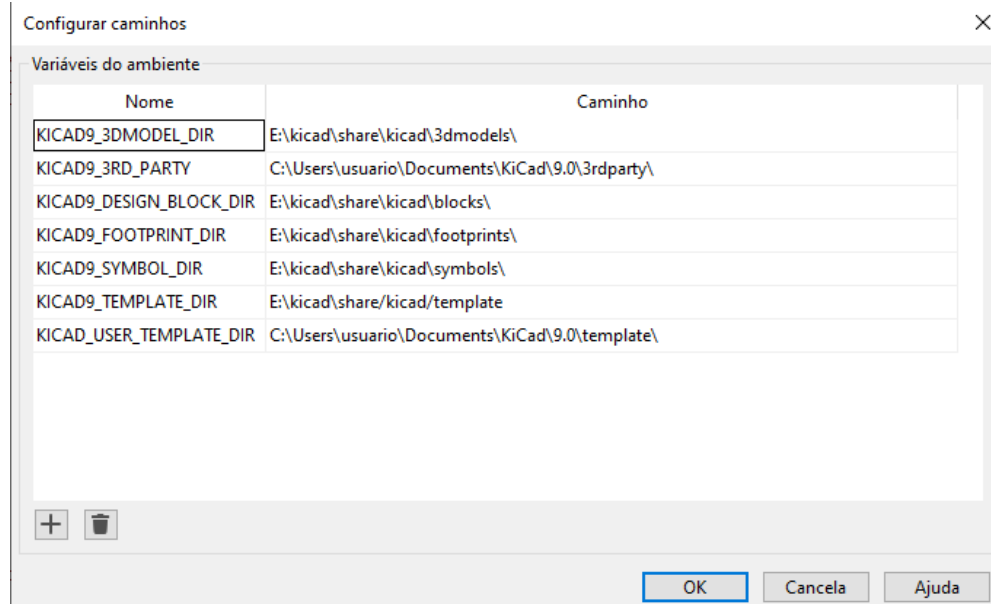 Configurar caminhos
Variáveis do ambiente
Nome Caminho
KICAD9_3DMODEL_DIR E:\kicad\share\kicad\3dmodels\
KICAD9_3RD_PARTY C:\Users\usuario\Documents\KiCad\9.0\3rdparty\
KICAD9_DESIGN_BLOCK_DIR E:\kicad\share\kicad\blocks\
KICAD9_FOOTPRINT_DIR E:\kicad\share\kicad\footprints\
KICAD9_SYMBOL_DIR E:\kicad\share\kicad\symbols\
KICAD9_TEMPLATE_DIR E:\kicad\share/kicad/template
KICAD_USER_TEMPLATE_DIR C:\Users\usuario\Documents\KiCad\9.0\template\
OK Cancela Ajuda